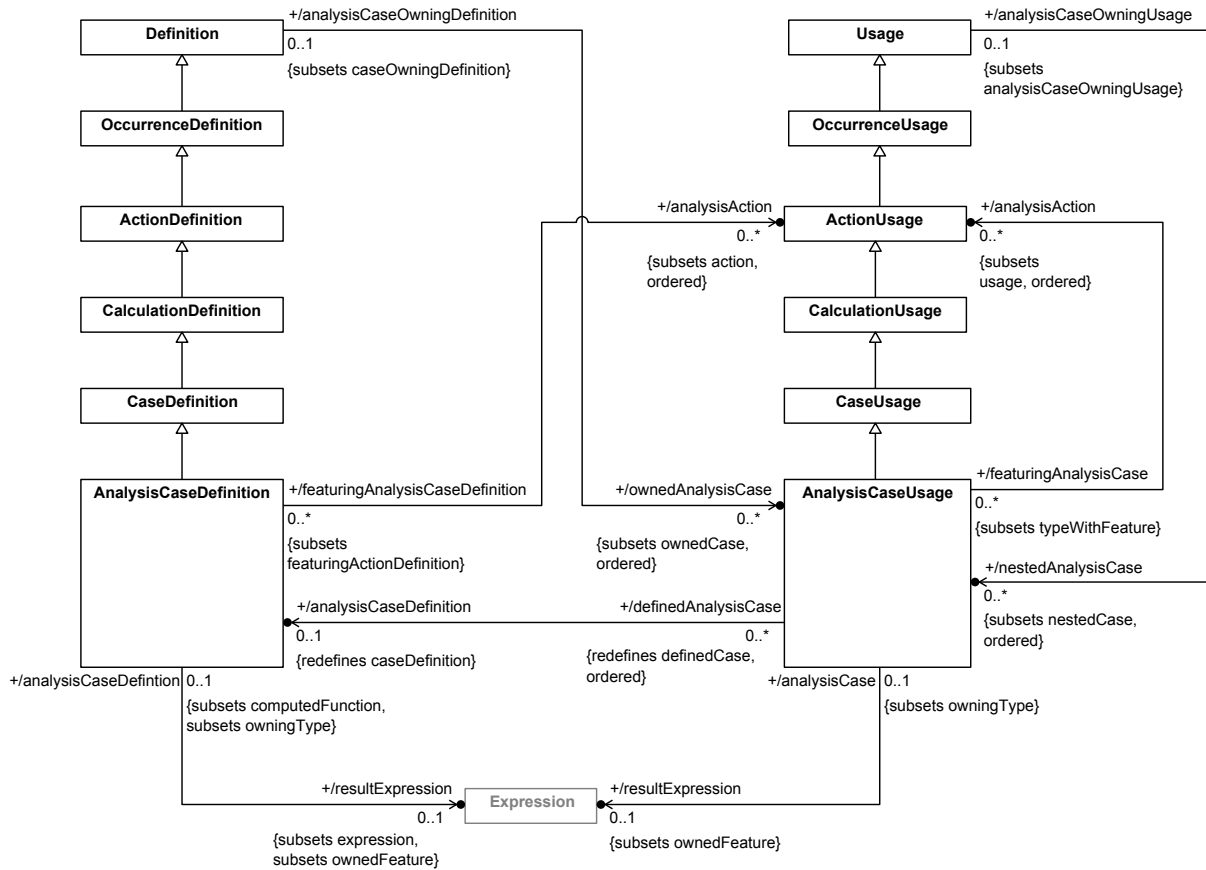 +/analysisCaseOwningDefinition
+/analysisCaseOwningUsage
Definition
Usage
0..1
0..1
{subsets caseOwningDefinition}
{subsets
analysisCaseOwningUsage}
OccurrenceDefinition
OccurrenceUsage
+/analysisAction
+/analysisAction
ActionDefinition
ActionUsage
0..*
0..*
{subsets action,
ordered}
{subsets
usage, ordered}
CalculationDefinition
CalculationUsage
CaseDefinition
CaseUsage
AnalysisCaseDefinition
+/featuringAnalysisCaseDefinition
+/ownedAnalysisCase
AnalysisCaseUsage
+/featuringAnalysisCase
0..*
0..*
0..*
{subsets
featuringActionDefinition}
{subsets ownedCase,
ordered}
{subsets typeWithFeature}
+/nestedAnalysisCase
0..*
{subsets nestedCase,
ordered}
+/analysisCaseDefinition
+/definedAnalysisCase
0..1
0..*
{redefines caseDefinition}
{redefines definedCase,
ordered}
+/analysisCaseDefintion
0..1
+/analysisCase
0..1
{subsets computedFunction,
subsets owningType}
{subsets owningType}
+/resultExpression
Expression
+/resultExpression
0..1
0..1
{subsets expression,
subsets ownedFeature}
{subsets ownedFeature}